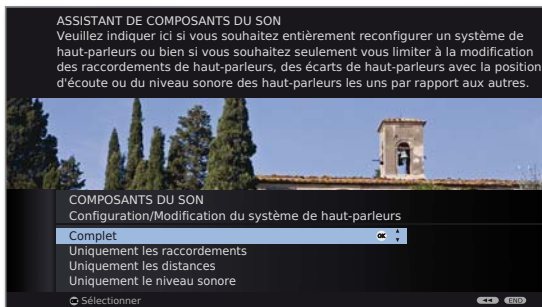 ASSISTANT DE COMPOSANTS DU SON
Veuillez indiquer ici si vous souhaitez entièrement reconfigurer un système de
haut-parleurs ou bien si vous souhaitez seulement vous limiter à la modification
des raccordements de haut-parleurs, des écarts de haut-parleurs avec la position
d'écoute ou du niveau sonore des haut-parleurs les uns par rapport aux autres.
COMPOSANTS DU SON
Configuration/Modification du système de haut-parleurs
Complet OK
Uniquement les raccordements
Uniquement les distances
Uniquement le niveau sonore
OK Sélectionner END